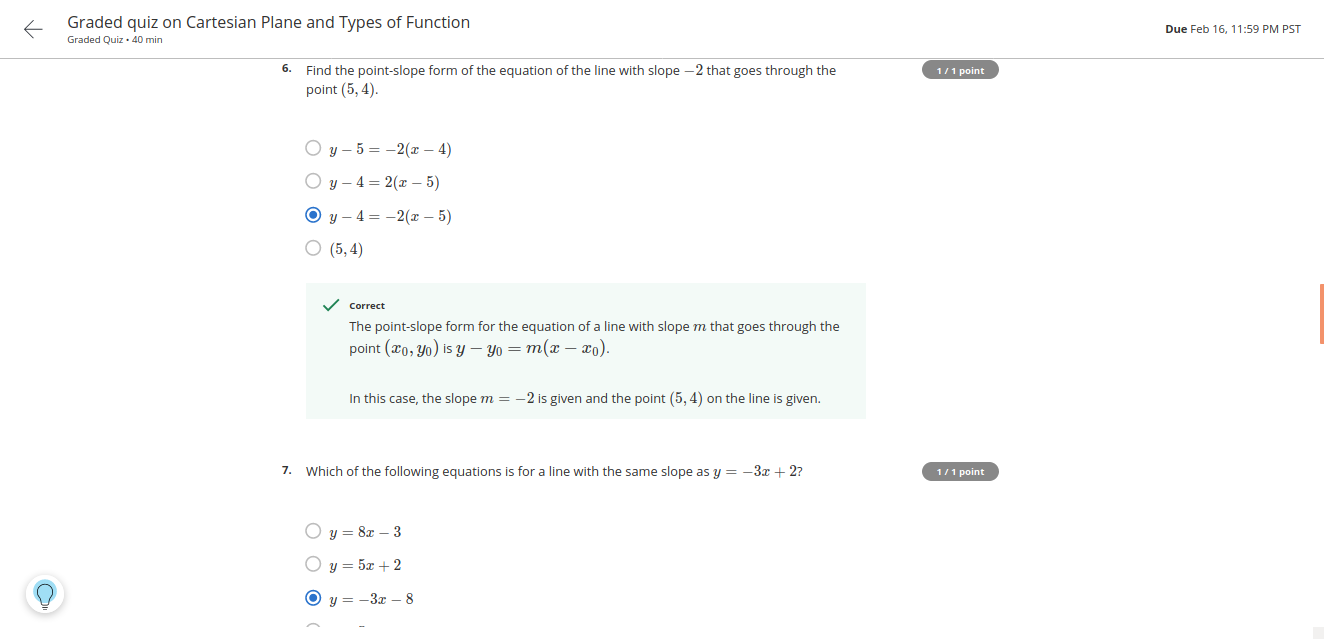 Graded quiz on Cartesian Plane and Types of Function
Graded Quiz • 40 min
Due Feb 16, 11:59 PM PST
6. Find the point-slope form of the equation of the line with slope −2 that goes through the
point (5, 4).
1 / 1 point
y − 5 = −2(x − 4)
y − 4 = 2(x − 5)
y − 4 = −2(x − 5)
(5, 4)
Correct
The point-slope form for the equation of a line with slope m that goes through the
point (x₀, y₀) is y − y₀ = m(x − x₀).
In this case, the slope m = −2 is given and the point (5, 4) on the line is given.
7. Which of the following equations is for a line with the same slope as y = −3x + 2?
1 / 1 point
y = 8x − 3
y = 5x + 2
y = −3x − 8